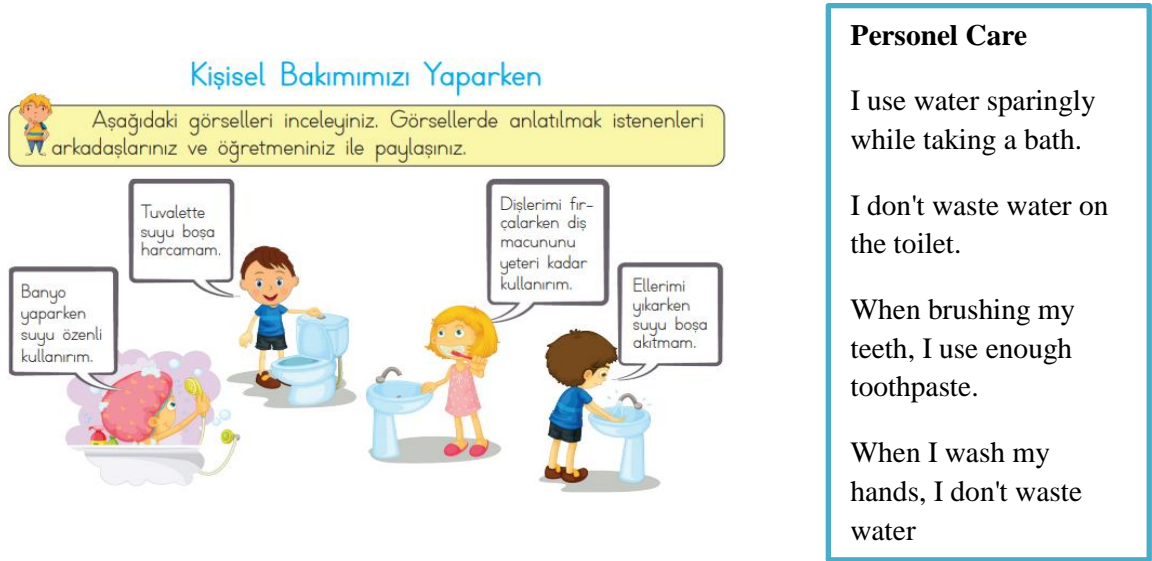 Kişisel Bakımımızı Yaparken
Aşağıdaki görselleri inceleyiniz. Görsellerde anlatılmak istenenleri
arkadaşlarınız ve öğretmeniniz ile paylaşınız.
Banyo
yaparken
suyu özenli
kullanırım.
Tuvalette
suyu boşa
harcamam.
Dişlerimi fır-
çalarken diş
macununu
yeteri kadar
kullanırım.
Ellerimi
yıkarken
suyu boşa
akıtmam.
Personel Care
I use water sparingly
while taking a bath.
I don't waste water on
the toilet.
When brushing my
teeth, I use enough
toothpaste.
When I wash my
hands, I don't waste
water